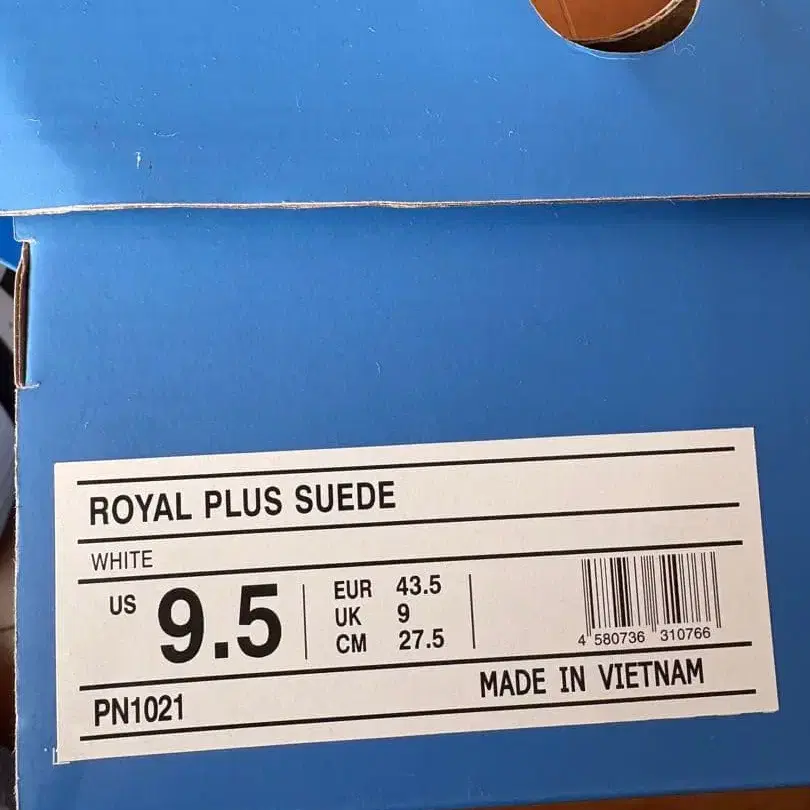 ROYAL PLUS SUEDE
WHITE
US 9.5
EUR 43.5
UK 9
CM 27.5
4 580736 310766
PN1021
MADE IN VIETNAM